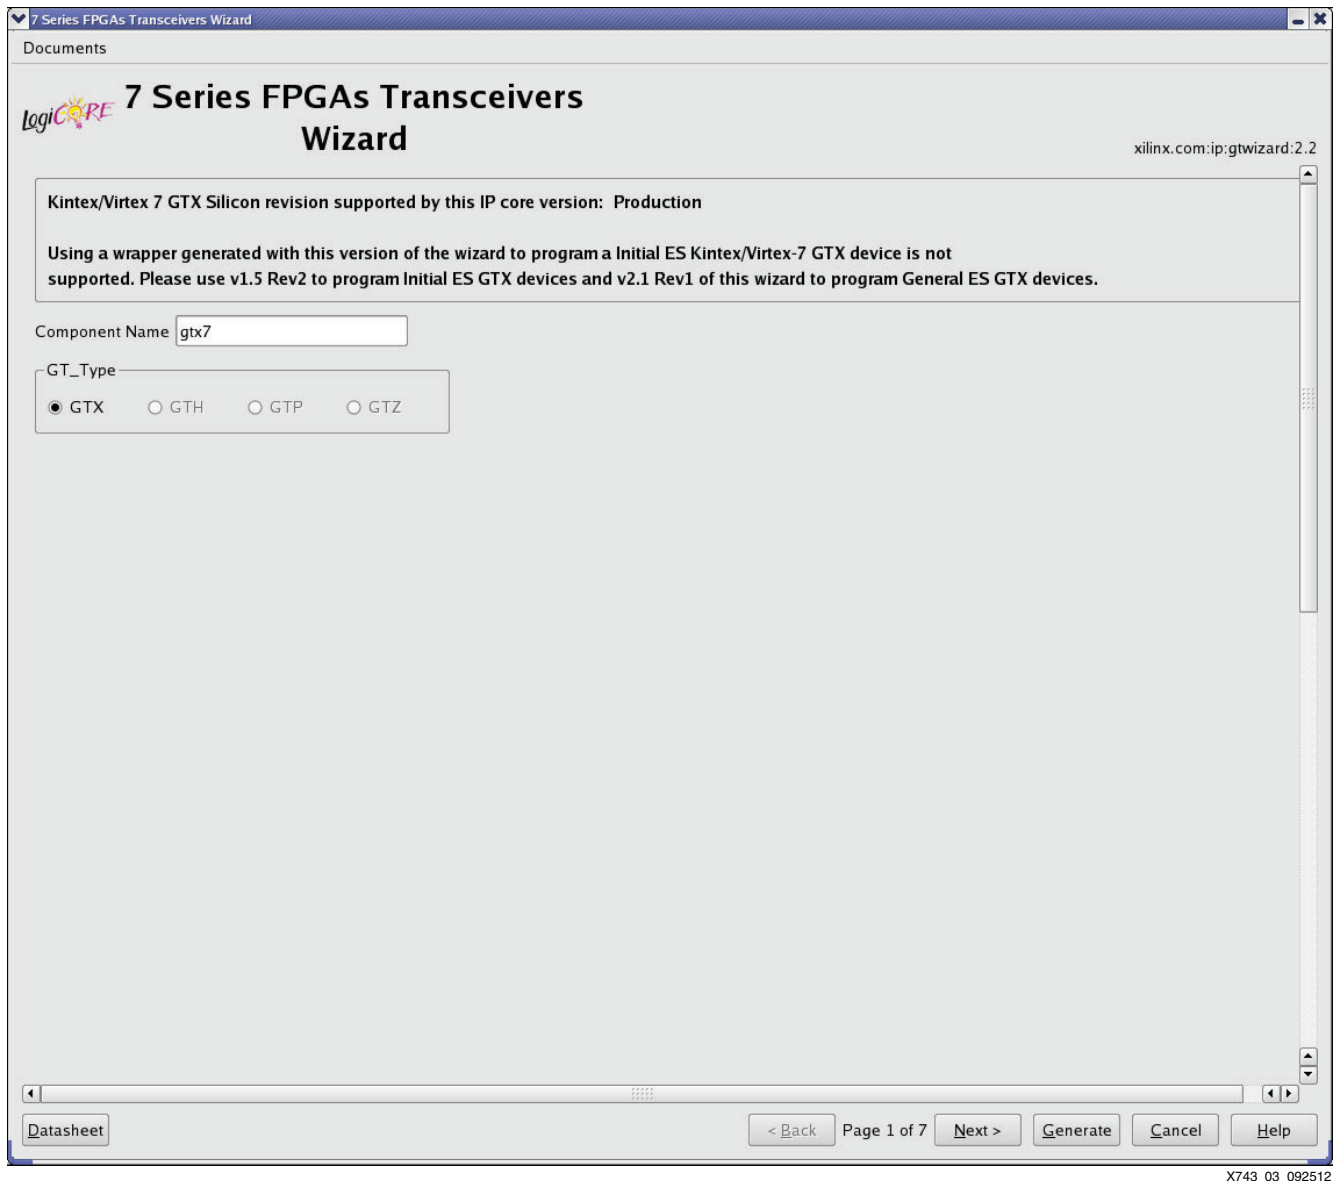 7 Series FPGAs Transceivers Wizard
Documents
LogiCORE
7 Series FPGAs Transceivers
Wizard
xilinx.com:ip:gtwizard:2.2
Kintex/Virtex 7 GTX Silicon revision supported by this IP core version:  Production
Using a wrapper generated with this version of the wizard to program a Initial ES Kintex/Virtex-7 GTX device is not
supported. Please use v1.5 Rev2 to program Initial ES GTX devices and v2.1 Rev1 of this wizard to program General ES GTX devices.
Component Name gtx7
GT_Type
GTX GTH GTP GTZ
Datasheet < Back Page 1 of 7 Next > Generate Cancel Help
X743_03_092512